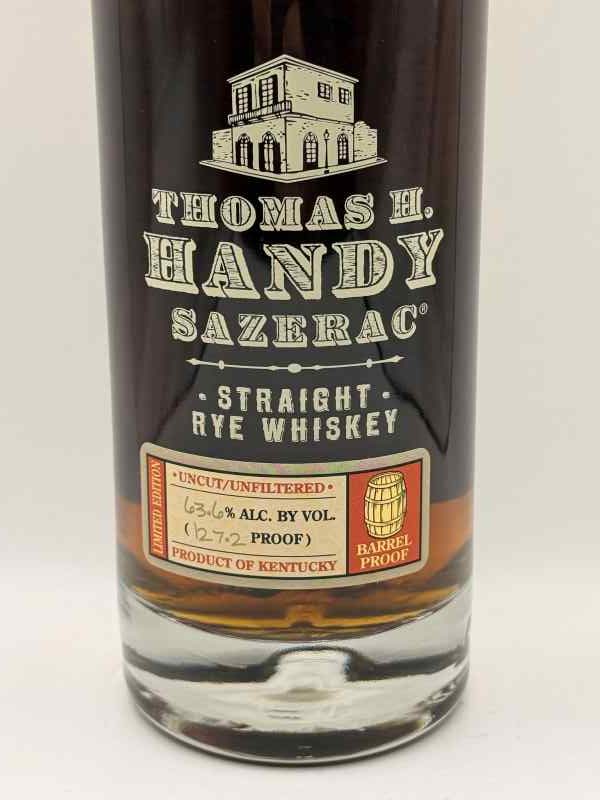 THOMAS H.
HANDY
SAZERAC®
· STRAIGHT ·
RYE WHISKEY
LIMITED EDITION
• UNCUT/UNFILTERED •
63.6% ALC. BY VOL.
(127.2 PROOF)
PRODUCT OF KENTUCKY
BARREL
PROOF